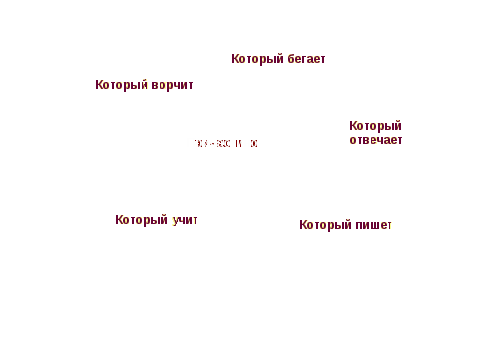 Который бегает
Который ворчит
Который
отвечает
Который учит
Который пишет